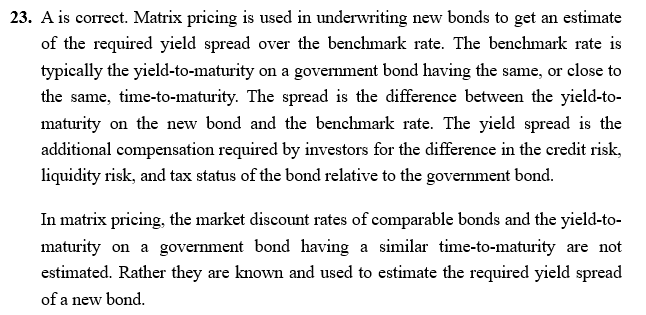 23. A is correct. Matrix pricing is used in underwriting new bonds to get an estimate
of the required yield spread over the benchmark rate. The benchmark rate is
typically the yield-to-maturity on a government bond having the same, or close to
the same, time-to-maturity. The spread is the difference between the yield-to-
maturity on the new bond and the benchmark rate. The yield spread is the
additional compensation required by investors for the difference in the credit risk,
liquidity risk, and tax status of the bond relative to the government bond.
In matrix pricing, the market discount rates of comparable bonds and the yield-to-
maturity on a government bond having a similar time-to-maturity are not
estimated. Rather they are known and used to estimate the required yield spread
of a new bond.